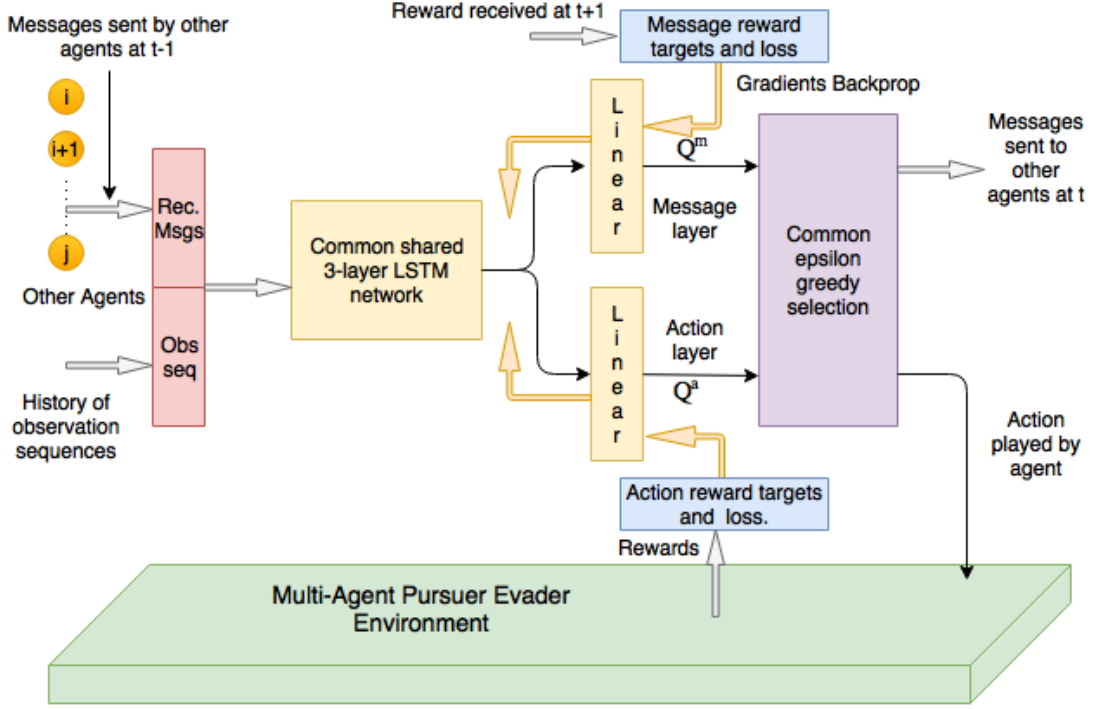 Reward received at t+1
Message reward
targets and loss
Messages sent by other
agents at t-1
Gradients Backprop
i
i+1
j
Other Agents
Rec.
Msgs
Obs
seq
History of
observation
sequences
Common shared
3-layer LSTM
network
L
i
n
e
a
r
Q^m
Message
layer
L
i
n
e
a
r
Action
layer
Q^a
Common
epsilon
greedy
selection
Messages
sent to
other
agents at t
Action
played by
agent
Action reward targets
and loss.
Rewards
Multi-Agent Pursuer Evader
Environment